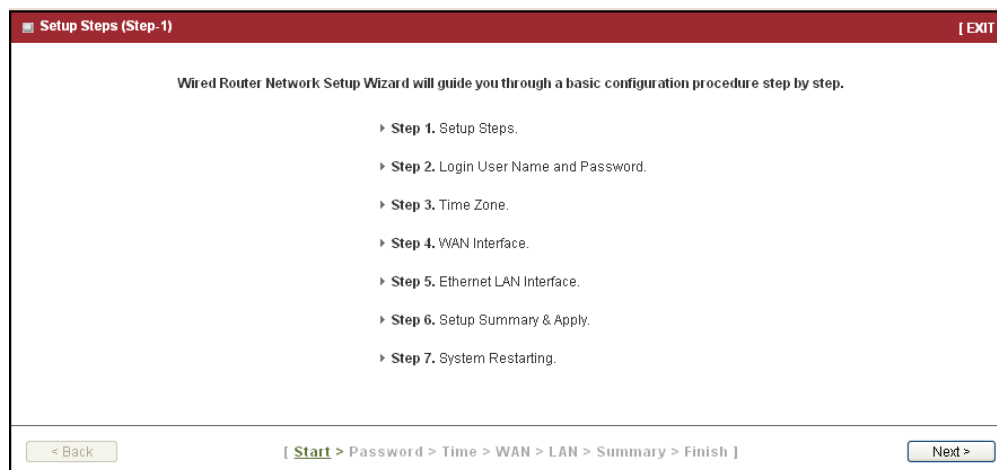 Setup Steps (Step-1) [ EXIT
Wired Router Network Setup Wizard will guide you through a basic configuration procedure step by step.
Step 1. Setup Steps.
Step 2. Login User Name and Password.
Step 3. Time Zone.
Step 4. WAN Interface.
Step 5. Ethernet LAN Interface.
Step 6. Setup Summary & Apply.
Step 7. System Restarting.
< Back [ Start > Password > Time > WAN > LAN > Summary > Finish ] Next >